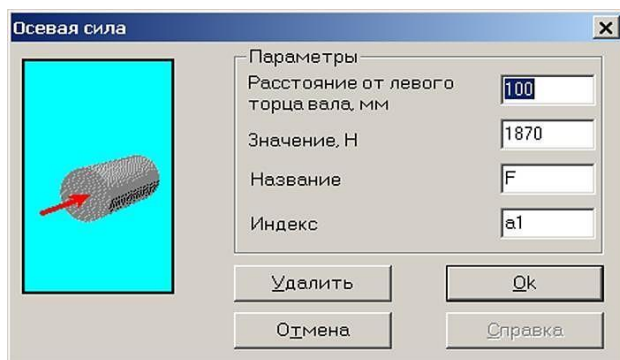 Осевая сила
Параметры
Расстояние от левого
торца вала, мм
100
Значение, Н
1870
Название
F
Индекс
a1
Удалить
Ok
Отмена
Справка